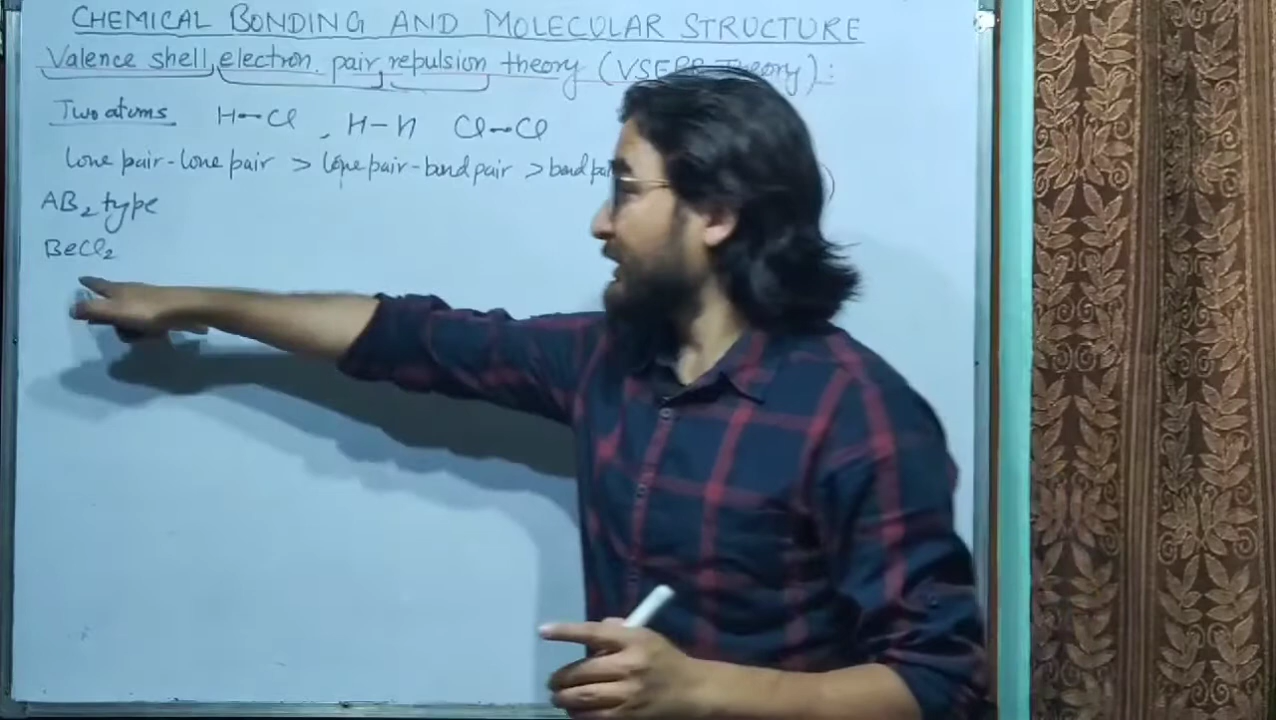 CHEMICAL BONDING AND MOLECULAR STRUCTURE
Valence shell electron pair repulsion theory (VSEPR Theory):
Two atoms H-Cl, H-H Cl-Cl
lone pair-lone pair > lone pair-bond pair > bond
AB₂ type
BeCl₂